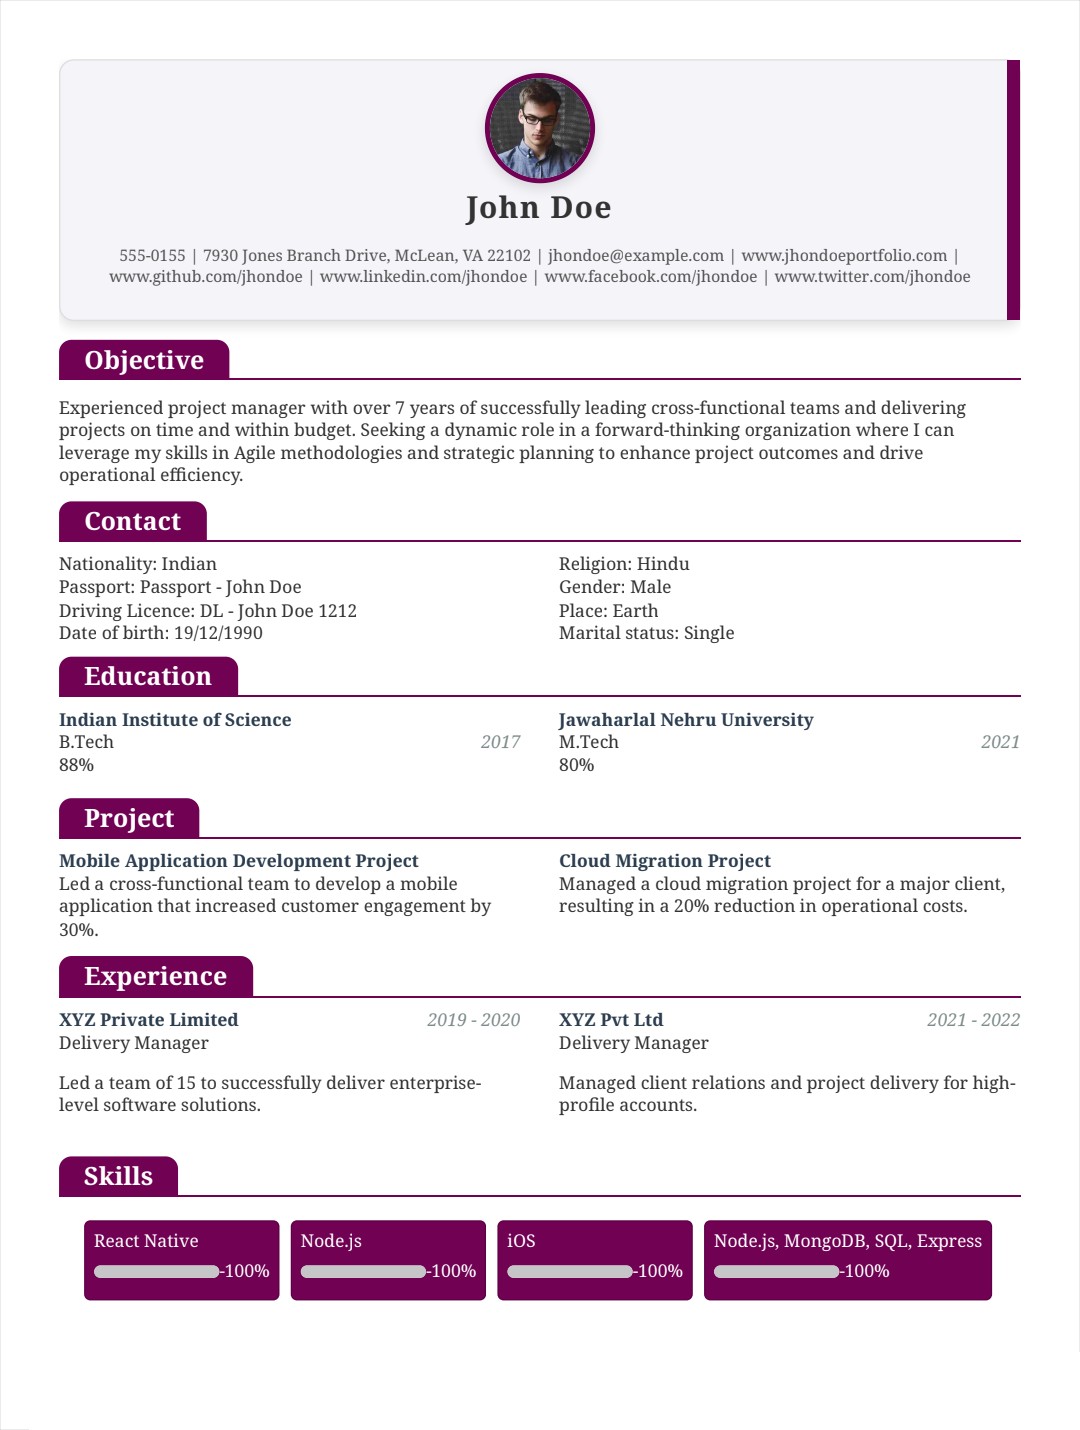 John Doe
555-0155 | 7930 Jones Branch Drive, McLean, VA 22102 | jhondoe@example.com | www.jhondoeportfolio.com |
www.github.com/jhondoe | www.linkedin.com/jhondoe | www.facebook.com/jhondoe | www.twitter.com/jhondoe
Objective
Experienced project manager with over 7 years of successfully leading cross-functional teams and delivering
projects on time and within budget. Seeking a dynamic role in a forward-thinking organization where I can
leverage my skills in Agile methodologies and strategic planning to enhance project outcomes and drive
operational efficiency.
Contact
Nationality: Indian
Passport: Passport - John Doe
Driving Licence: DL - John Doe 1212
Date of birth: 19/12/1990
Religion: Hindu
Gender: Male
Place: Earth
Marital status: Single
Education
Indian Institute of Science
B.Tech 2017
88%
Jawaharlal Nehru University
M.Tech 2021
80%
Project
Mobile Application Development Project
Led a cross-functional team to develop a mobile
application that increased customer engagement by
30%.
Cloud Migration Project
Managed a cloud migration project for a major client,
resulting in a 20% reduction in operational costs.
Experience
XYZ Private Limited 2019 - 2020
Delivery Manager
Led a team of 15 to successfully deliver enterprise-
level software solutions.
XYZ Pvt Ltd 2021 - 2022
Delivery Manager
Managed client relations and project delivery for high-
profile accounts.
Skills
React Native
-100%
Node.js
-100%
iOS
-100%
Node.js, MongoDB, SQL, Express
-100%